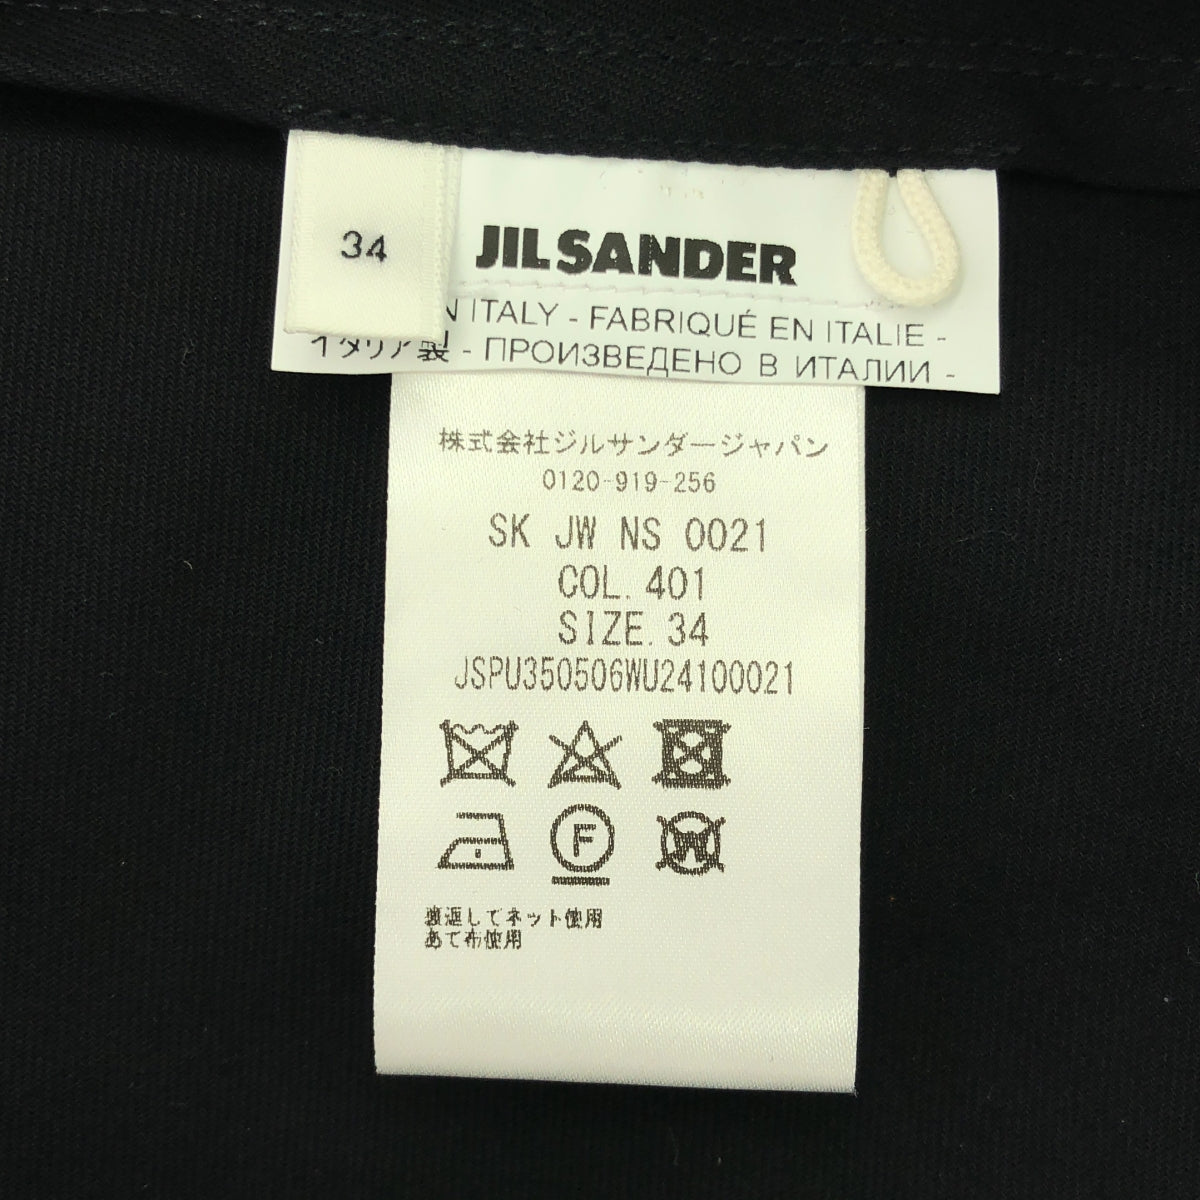 34
JIL SANDER
N ITALY - FABRIQUÉ EN ITALIE -
イタリア製 - ПРОИЗВЕДЕНО В ИТАЛИИ -
株式会社ジルサンダージャパン
0120-919-256
SK JW NS 0021
COL. 401
SIZE. 34
JSPU350506WU24100021
F
W
裏返してネット使用
あて布使用